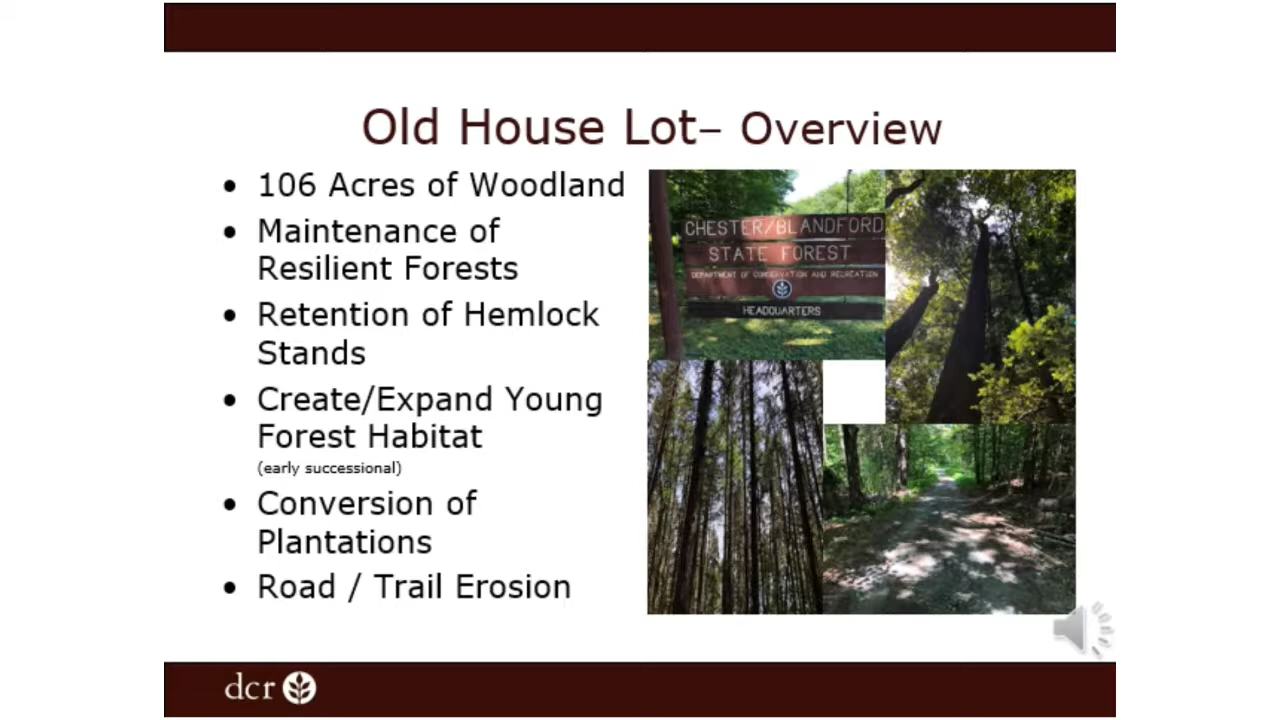 Old House Lot– Overview
• 106 Acres of Woodland
• Maintenance of
Resilient Forests
• Retention of Hemlock
Stands
• Create/Expand Young
Forest Habitat
(early successional)
• Conversion of
Plantations
• Road / Trail Erosion
CHESTER/BLANDFORD
STATE FOREST
DEPARTMENT OF CONSERVATION AND RECREATION
HEADQUARTERS
dcr